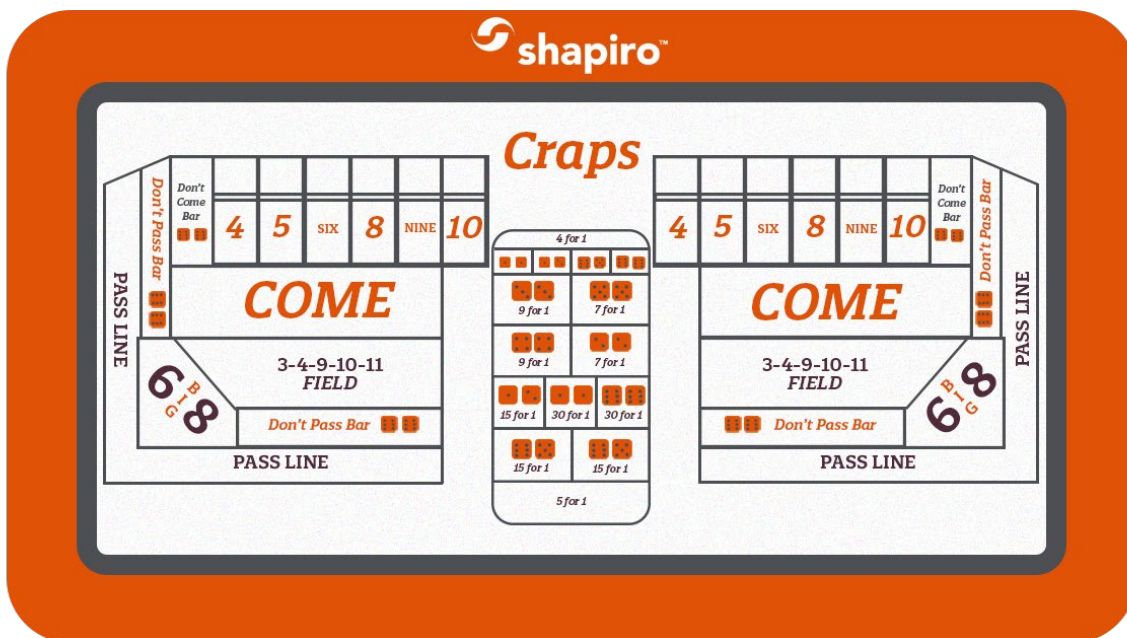 shapiro™
Craps
Don't
Come
Bar
4 5 SIX 8 NINE 10
Don't Pass Bar
PASS LINE
COME
3-4-9-10-11
FIELD
6 8
BIG
Don't Pass Bar
PASS LINE
4 for 1
9 for 1 7 for 1
9 for 1 7 for 1
15 for 1 30 for 1 30 for 1
15 for 1 15 for 1
5 for 1
4 5 SIX 8 NINE 10
Don't
Come
Bar
Don't Pass Bar
PASS LINE
COME
3-4-9-10-11
FIELD
6 8
BIG
Don't Pass Bar
PASS LINE